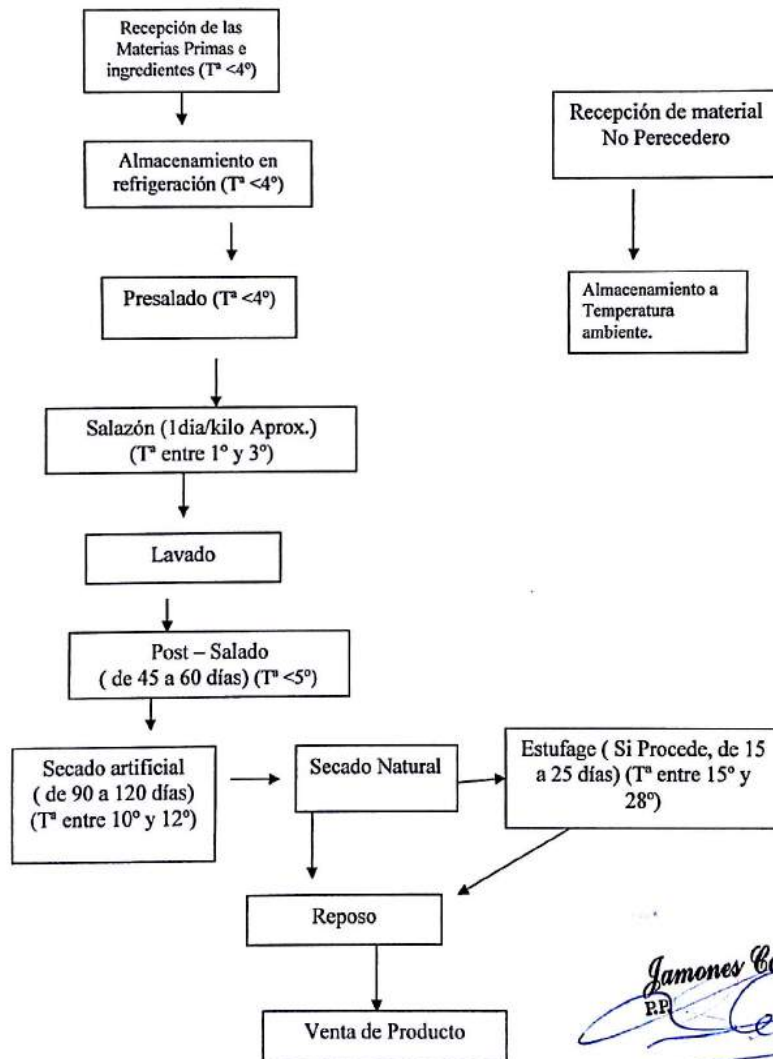 Recepción de las
Materias Primas e
ingredientes (Tª <4º)
Recepción de material
No Perecedero
Almacenamiento en
refrigeración (Tª <4º)
Presalado (Tª <4º)
Almacenamiento a
Temperatura
ambiente.
Salazón (1dia/kilo Aprox.)
(Tª entre 1º y 3º)
Lavado
Post – Salado
( de 45 a 60 días) (Tª <5º)
Secado artificial
( de 90 a 120 días)
(Tª entre 10º y 12º)
Secado Natural
Estufage ( Si Procede, de 15
a 25 días) (Tª entre 15º y
28º)
Reposo
Venta de Producto
Jamones
P.P.